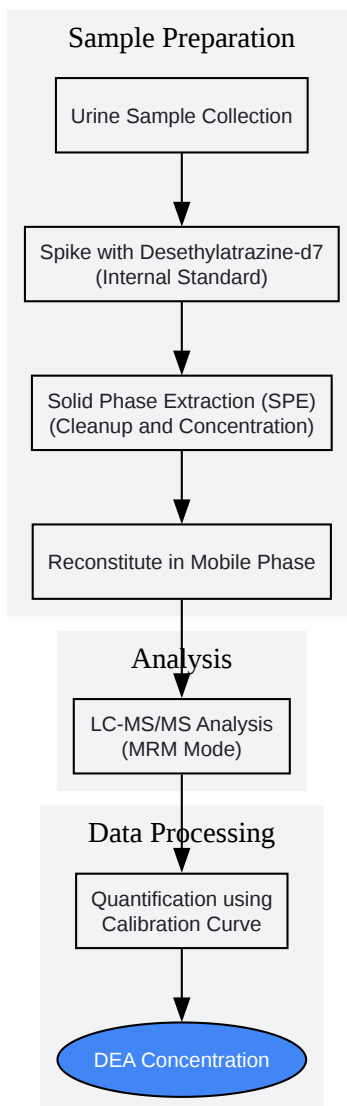 Sample Preparation
Urine Sample Collection
Spike with Desethylatrazine-d7
(Internal Standard)
Solid Phase Extraction (SPE)
(Cleanup and Concentration)
Reconstitute in Mobile Phase
Analysis
LC-MS/MS Analysis
(MRM Mode)
Data Processing
Quantification using
Calibration Curve
DEA Concentration